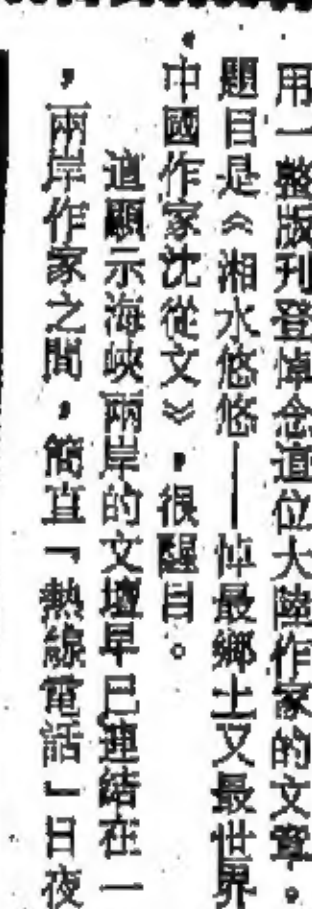 用一整版刊登悼念這位大陸作家的文章。
題目是《湘水悠悠——悼最鄉土又最世界
中國作家沈從文》,很醒目。
這顯示海峽兩岸的文壇早已連結在一
,兩岸作家之間,簡直「熱線電話」日夜